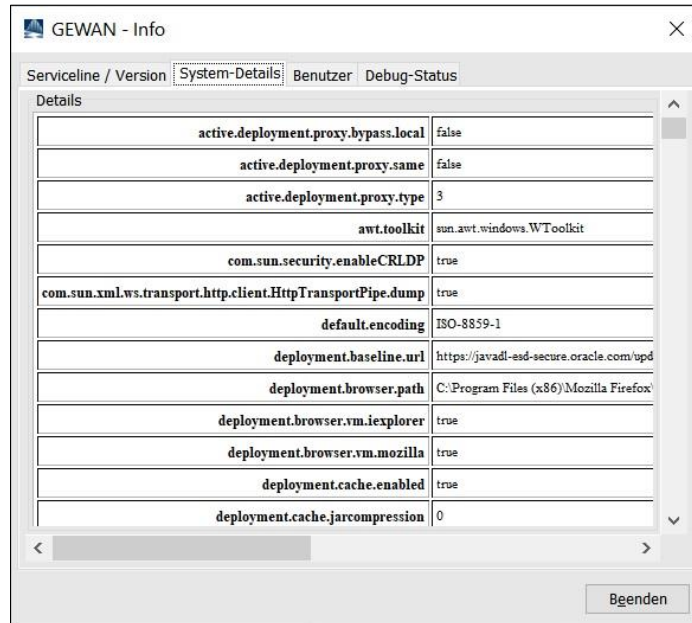 GEWAN - Info
Serviceline / Version System-Details Benutzer Debug-Status
Details
active.deployment.proxy.bypass.local false
active.deployment.proxy.same false
active.deployment.proxy.type 3
awt.toolkit sun.awt.windows.WToolkit
com.sun.security.enableCRLDP true
com.sun.xml.ws.transport.http.client.HttpTransportPipe.dump true
default.encoding ISO-8859-1
deployment.baseline.url https://javadl-esd-secure.oracle.com/upd
deployment.browser.path C:\Program Files (x86)\Mozilla Firefox\
deployment.browser.vm.iexplorer true
deployment.browser.vm.mozilla true
deployment.cache.enabled true
deployment.cache.jarcompression 0
Beenden